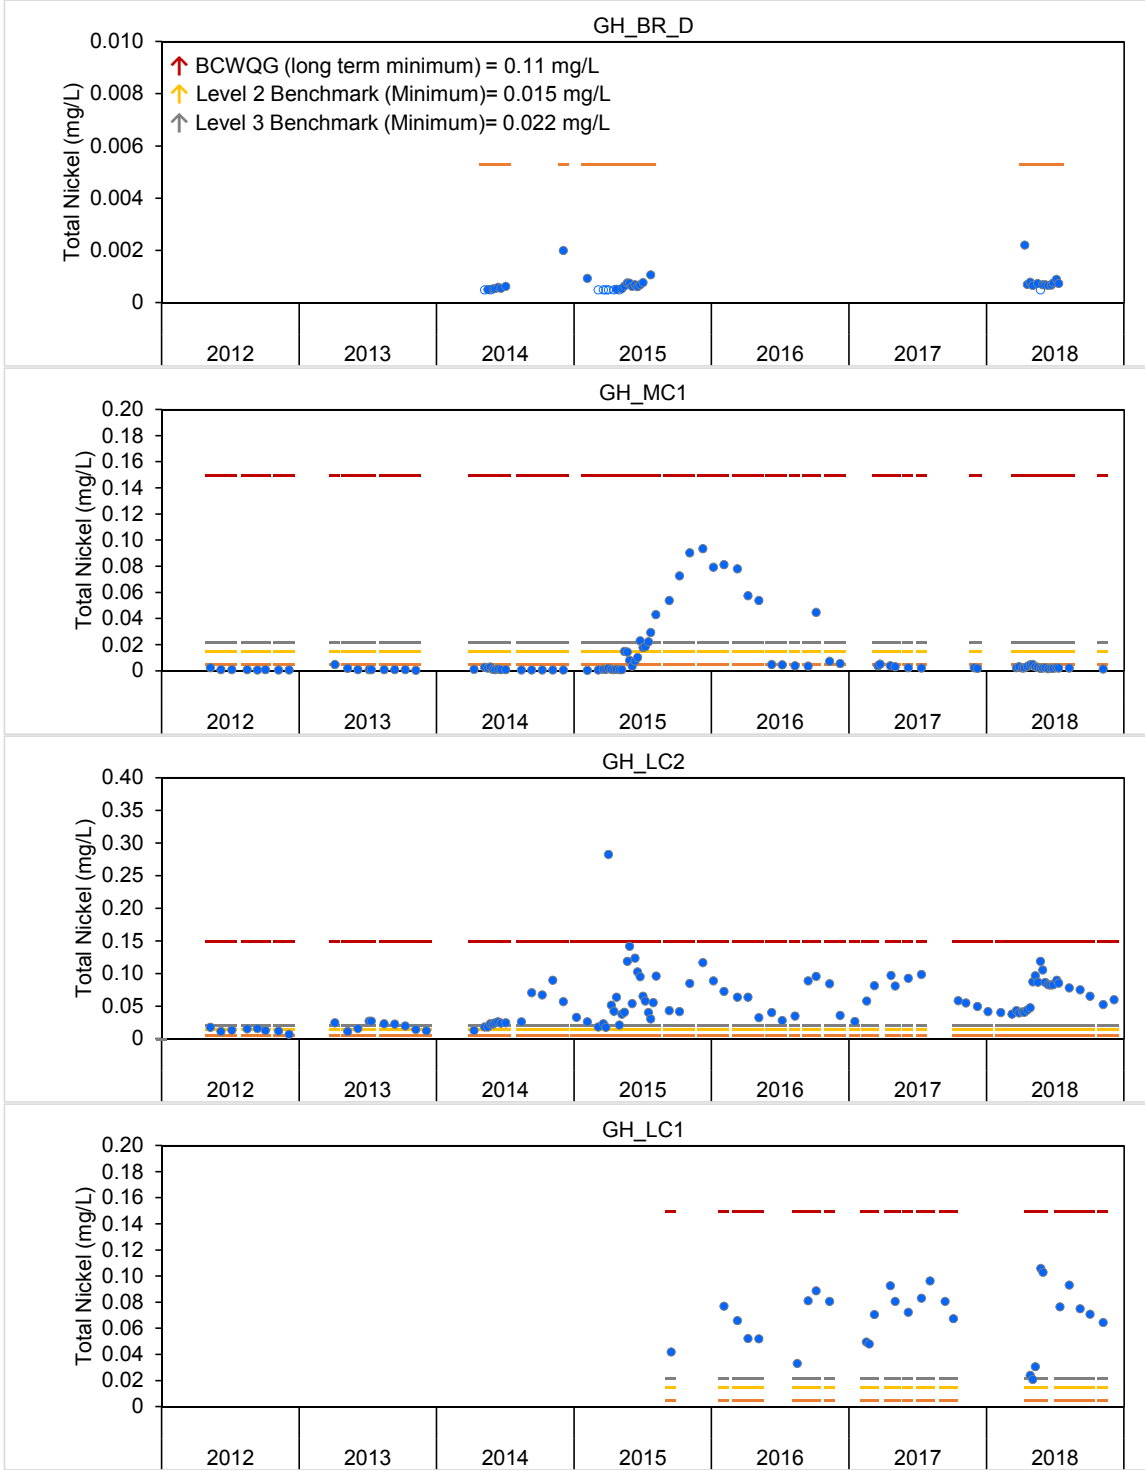 GH_BR_D
0.010
0.008
0.006
0.004
0.002
0
Total Nickel (mg/L)
↑ BCWQG (long term minimum) = 0.11 mg/L
↑ Level 2 Benchmark (Minimum)= 0.015 mg/L
↑ Level 3 Benchmark (Minimum)= 0.022 mg/L
2012 2013 2014 2015 2016 2017 2018
GH_MC1
0.20
0.18
0.16
0.14
0.12
0.10
0.08
0.06
0.04
0.02
0
Total Nickel (mg/L)
2012 2013 2014 2015 2016 2017 2018
GH_LC2
0.40
0.35
0.30
0.25
0.20
0.15
0.10
0.05
0
Total Nickel (mg/L)
2012 2013 2014 2015 2016 2017 2018
GH_LC1
0.20
0.18
0.16
0.14
0.12
0.10
0.08
0.06
0.04
0.02
0
Total Nickel (mg/L)
2012 2013 2014 2015 2016 2017 2018